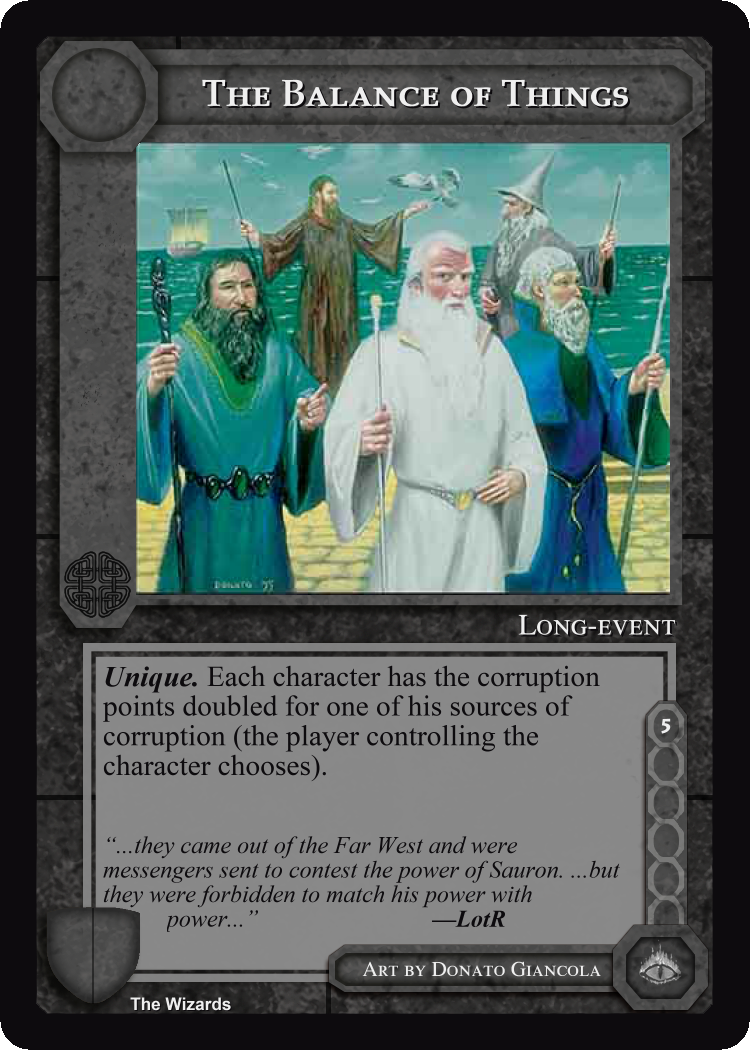 The Balance of Things
DONATO 95
Long-event
Unique. Each character has the corruption
points doubled for one of his sources of
corruption (the player controlling the
character chooses).
5
“...they came out of the Far West and were
messengers sent to contest the power of Sauron. ...but
they were forbidden to match his power with
power...” —LotR
Art by Donato Giancola
The Wizards